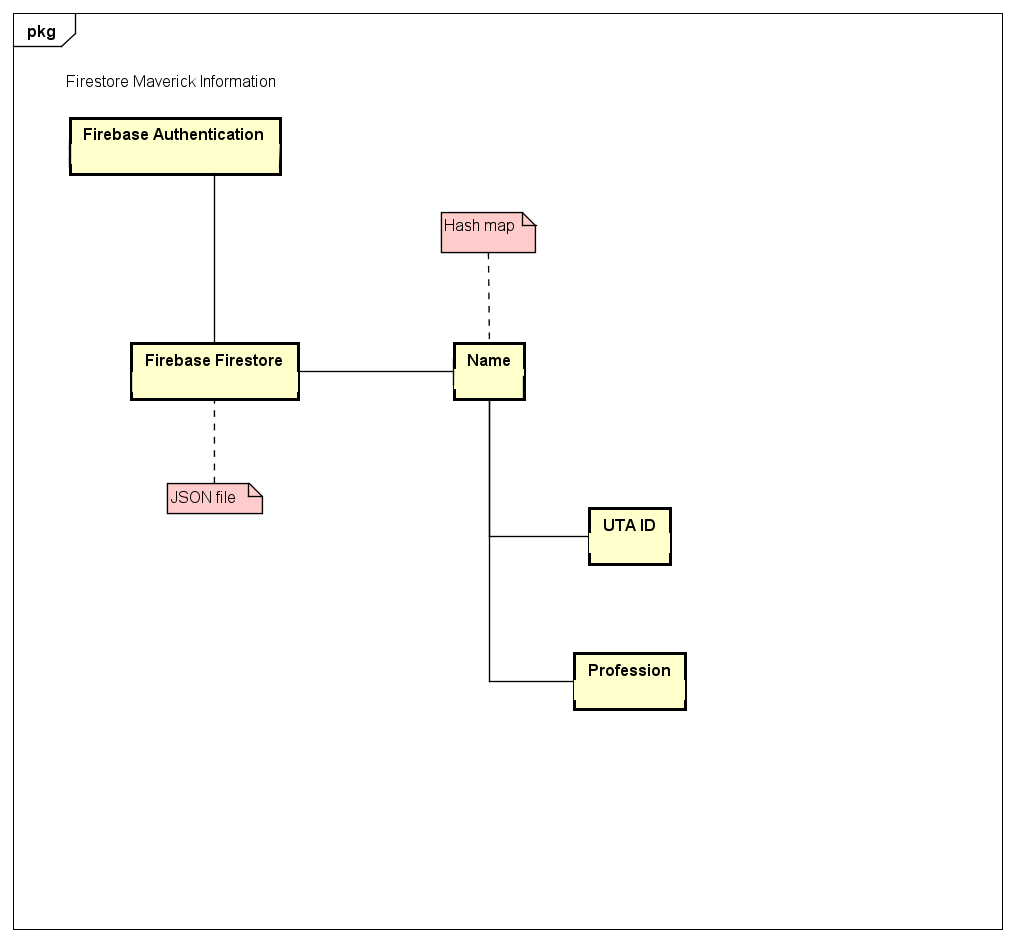 pkg
Firestore Maverick Information
Firebase Authentication
Hash map
Firebase Firestore
Name
JSON file
UTA ID
Profession